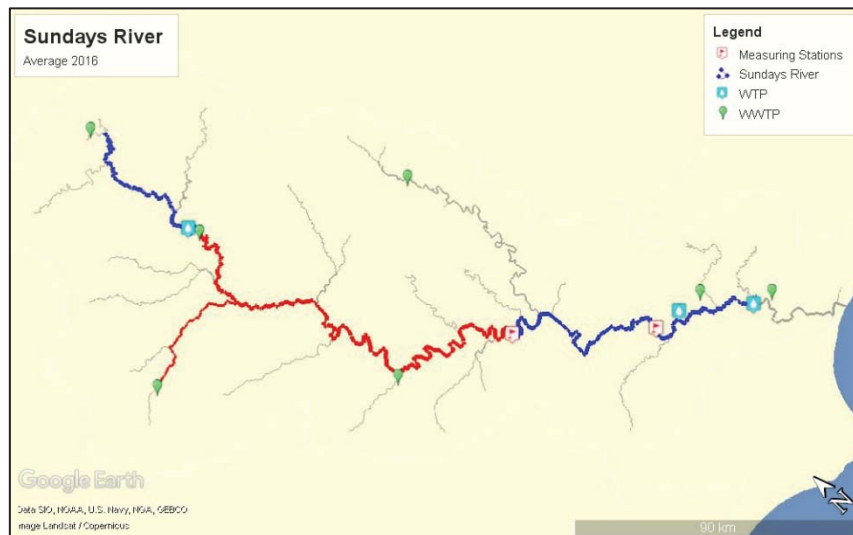 Sundays River
Average 2016
Legend
Measuring Stations
Sundays River
WTP
WWTP
Google Earth
Data SIO, NOAA, U.S. Navy, NGA, GEBCO
Image Landsat / Copernicus
N
90 km